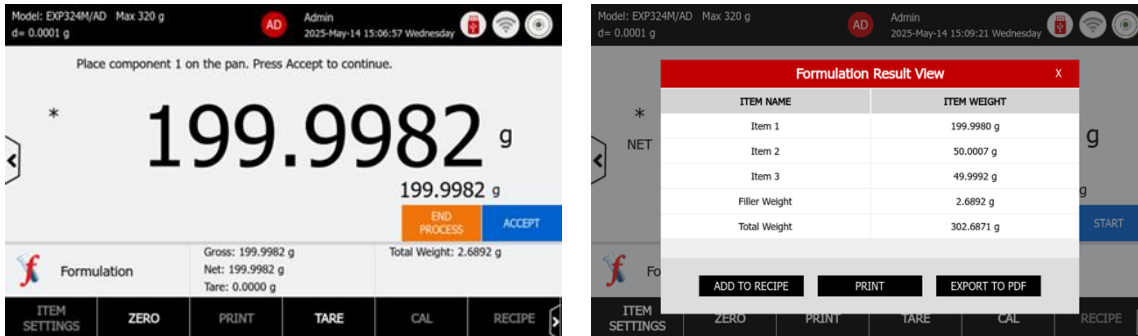 Model: EXP324M/AD Max 320 g
d= 0.0001 g
AD
Admin
2025-May-14 15:06:57 Wednesday
Place component 1 on the pan. Press Accept to continue.
*
199.9982 g
199.9982 g
END
PROCESS
ACCEPT
Formulation
Gross: 199.9982 g
Net: 199.9982 g
Tare: 0.0000 g
Total Weight: 2.6892 g
ITEM
SETTINGS
ZERO
PRINT
TARE
CAL
RECIPE
Model: EXP324M/AD Max 320 g
d= 0.0001 g
AD
Admin
2025-May-14 15:09:21 Wednesday
*
NET
g
g
START
Formulation Result View X
ITEM NAME ITEM WEIGHT
Item 1 199.9980 g
Item 2 50.0007 g
Item 3 49.9992 g
Filler Weight 2.6892 g
Total Weight 302.6871 g
ADD TO RECIPE
PRINT
EXPORT TO PDF
Fo
ITEM
SETTINGS
ZERO
PRINT
TARE
CAL
RECIPE